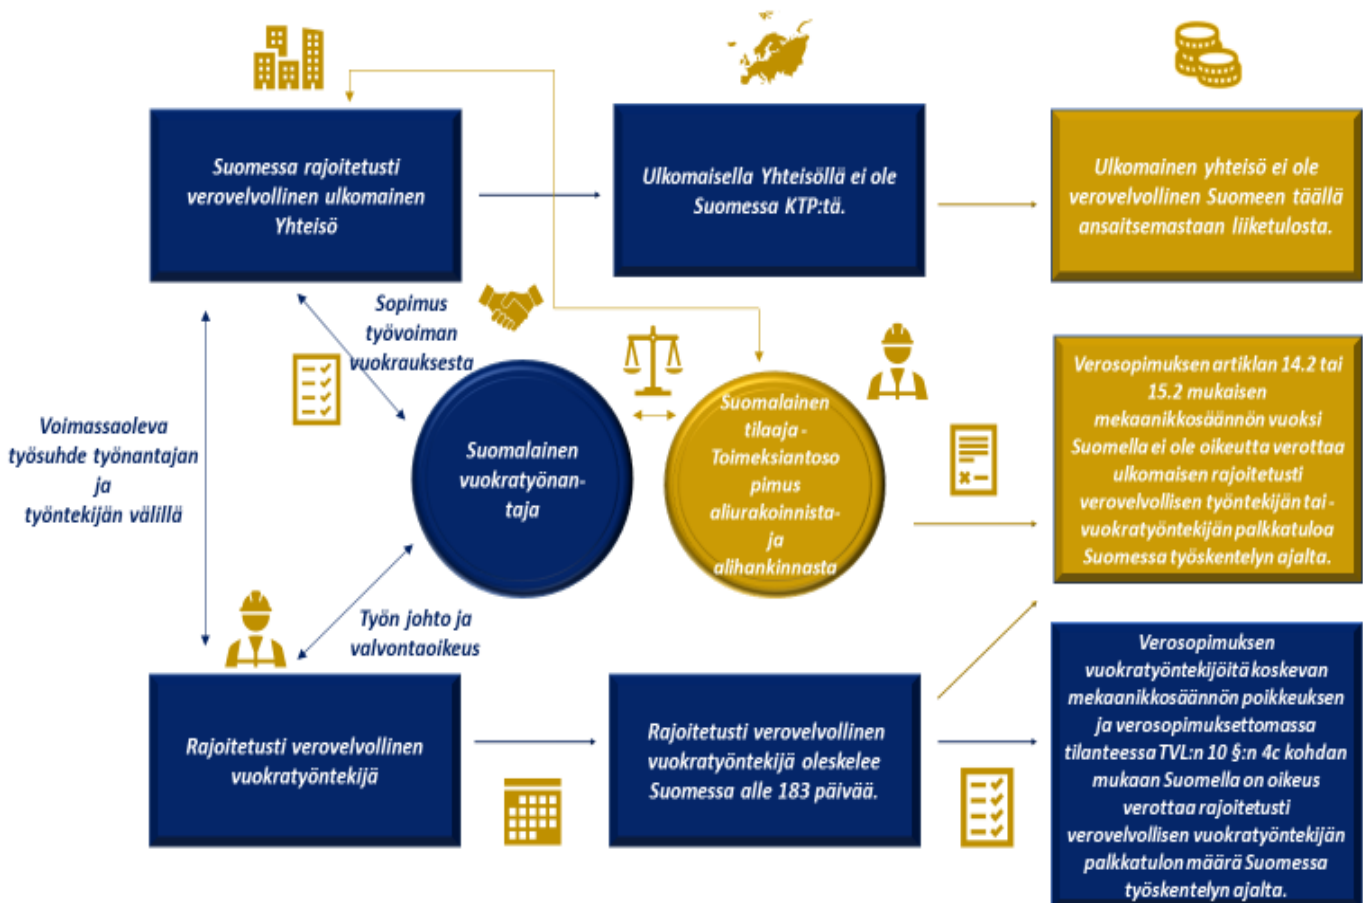 Suomessa rajoitetusti
verovelvollinen ulkomainen
Yhteisö
Ulkomaisella Yhteisöllä ei ole
Suomessa KTP:tä.
Ulkomainen yhteisö ei ole
verovelvollinen Suomeen täällä
ansaitsemastaan liiketulosta.
Sopimus
työvoiman
vuokrauksesta
Voimassaoleva
työsuhde työnantajan
ja
työntekijän välillä
Suomalainen
vuokratyönan-
taja
Suomalainen
tilaaja -
Toimeksiantoso
pimus
aliurakoinnista-
ja
alihankinnasta
Verosopimuksen artiklan 14.2 tai
15.2 mukaisen
mekaanikkosäännön vuoksi
Suomella ei ole oikeutta verottaa
ulkomaisen rajoitetusti
verovelvollisen työntekijän tai -
vuokratyöntekijän palkkatuloa
Suomessa työskentelyn ajalta.
Työn johto ja
valvontaoikeus
Rajoitetusti verovelvollinen
vuokratyöntekijä
Rajoitetusti verovelvollinen
vuokratyöntekijä oleskelee
Suomessa alle 183 päivää.
Verosopimuksen
vuokratyöntekijöitä koskevan
mekaanikkosäännön poikkeuksen
ja verosopimuksettomassa
tilanteessa TVL:n 10 §:n 4c kohdan
mukaan Suomella on oikeus
verottaa rajoitetusti
verovelvollisen vuokratyöntekijän
palkkatulon määrä Suomessa
työskentelyn ajalta.